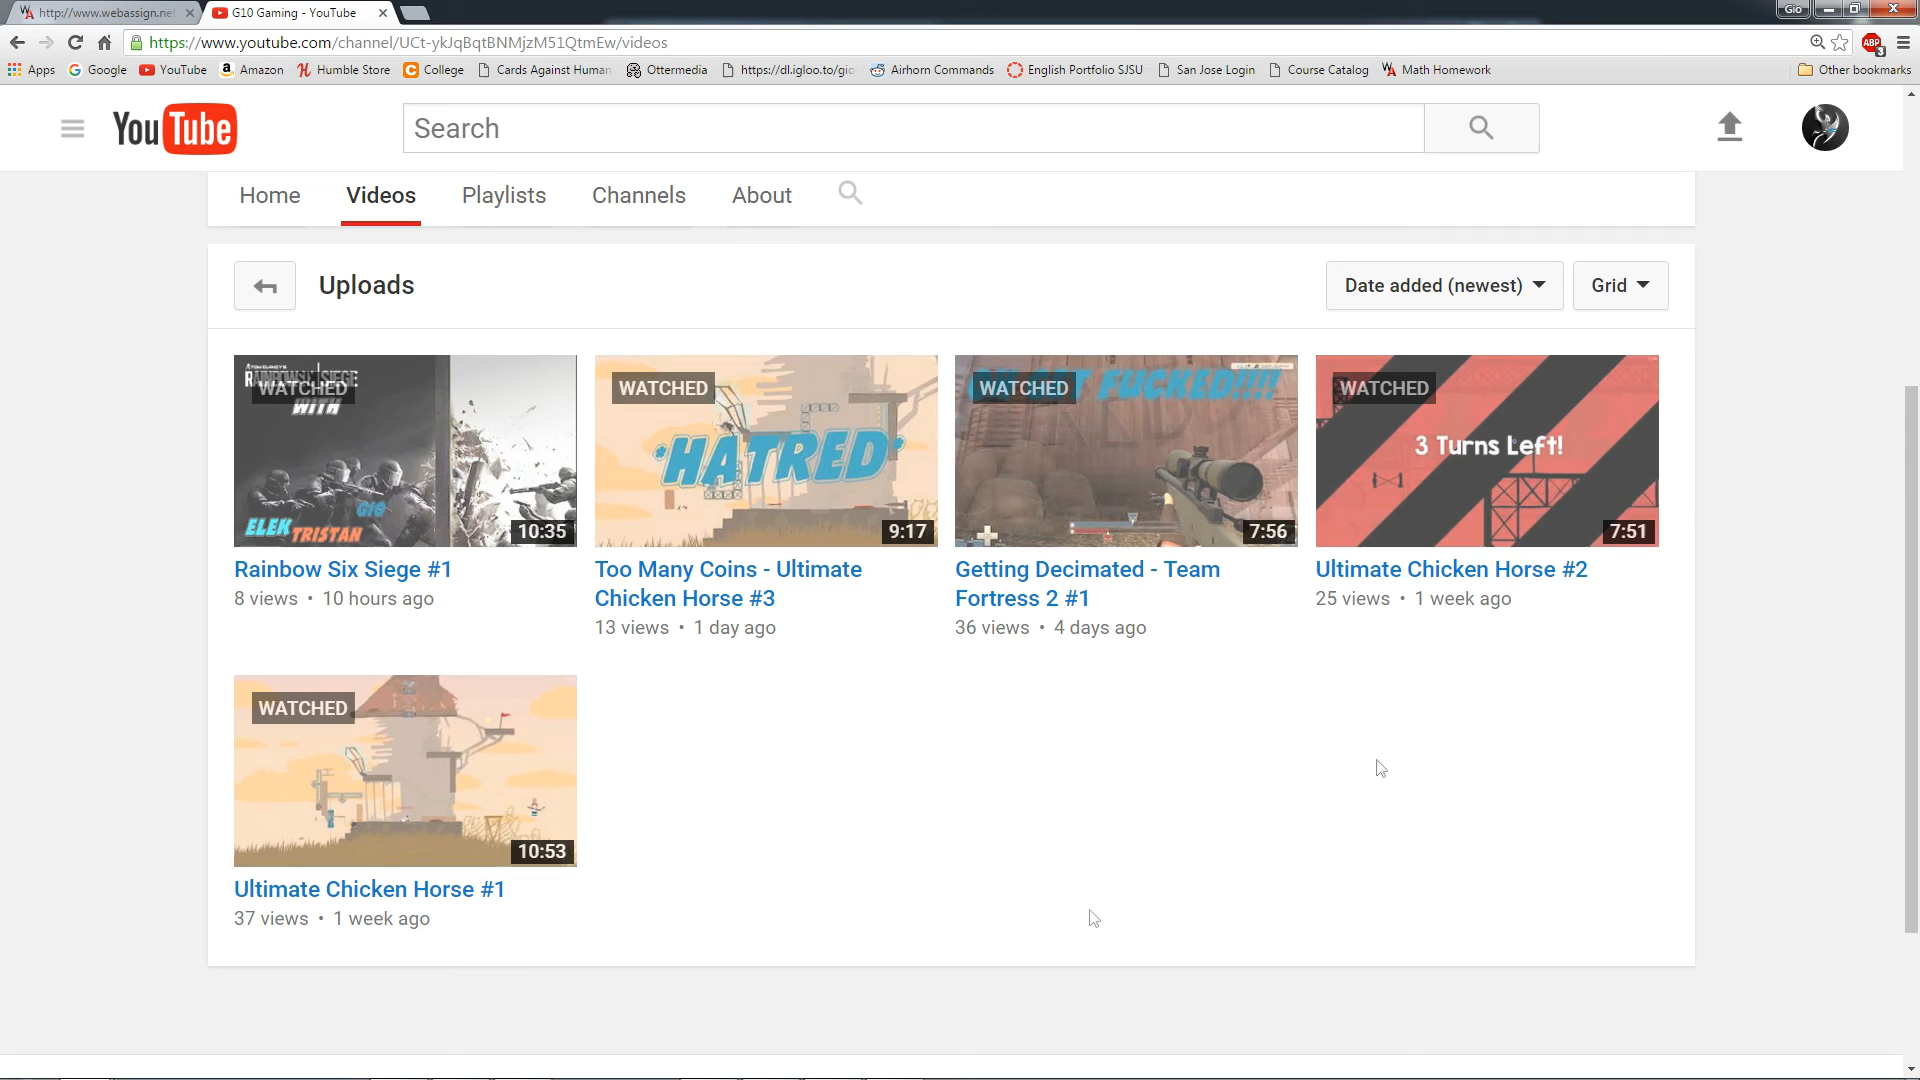 http://www.webassign.net
G10 Gaming - YouTube
Gio
https://www.youtube.com/channel/UCt-ykJqBqtBNMjzM51QtmEw/videos
ABP
3
Apps Google YouTube Amazon Humble Store College Cards Against Human Ottermedia https://dl.igloo.to/gio Airhorn Commands English Portfolio SJSU San Jose Login Course Catalog Math Homework Other bookmarks
YouTube
Search
Home Videos Playlists Channels About
Uploads
Date added (newest) Grid
WATCHED
WITH
GIO
ELEK TRISTAN
10:35
WATCHED
*HATRED*
9:17
WATCHED
FUCKED!!!!
7:56
WATCHED
3 Turns Left!
7:51
Rainbow Six Siege #1
8 views • 10 hours ago
Too Many Coins - Ultimate
Chicken Horse #3
13 views • 1 day ago
Getting Decimated - Team
Fortress 2 #1
36 views • 4 days ago
Ultimate Chicken Horse #2
25 views • 1 week ago
WATCHED
10:53
Ultimate Chicken Horse #1
37 views • 1 week ago